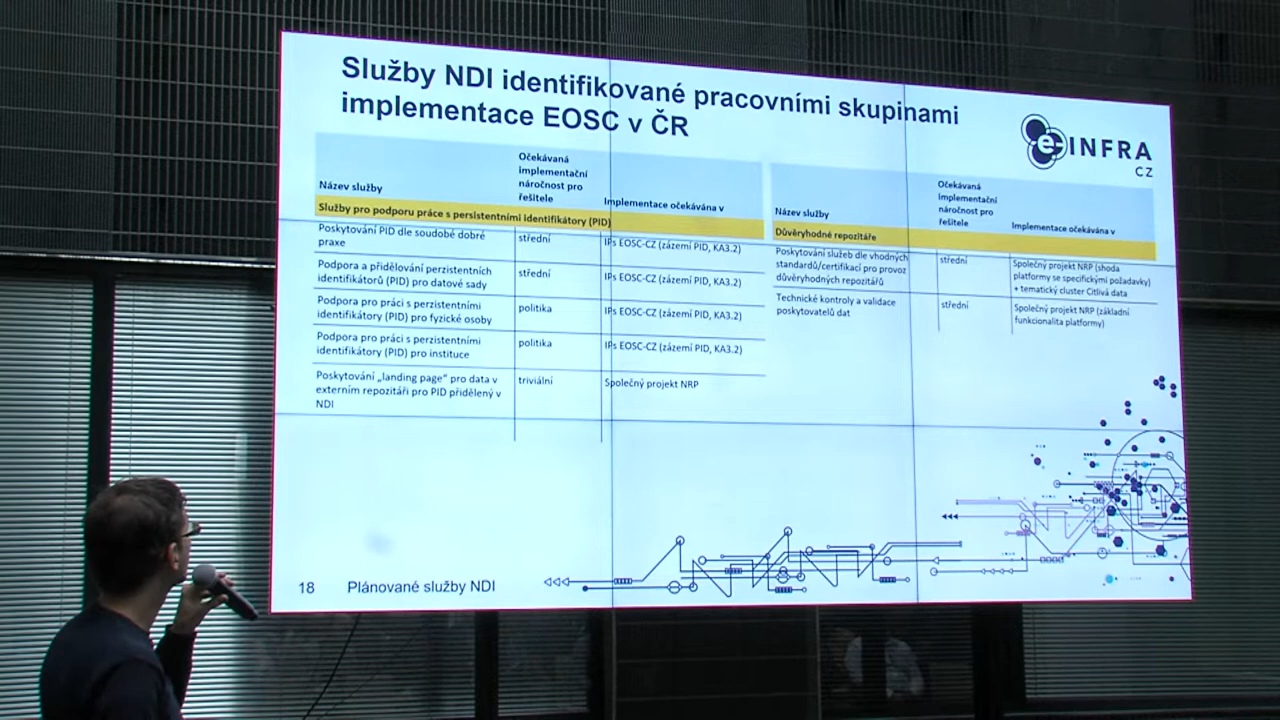 Služby NDI identifikované pracovními skupinami
implementace EOSC v ČR
e-INFRA
CZ
Název služby
Očekávaná
implementační
náročnost pro
řešitele
Implementace očekávána v
Služby pro podporu práce s persistentními identifikátory (PID)
Poskytování PID dle soudobé dobré
praxe
střední
IPs EOSC-CZ (zázemí PID, KA3.2)
Podpora a přidělování perzistentních
identifikátorů (PID) pro datové sady
střední
IPs EOSC-CZ (zázemí PID, KA3.2)
Podpora pro práci s perzistentními
identifikátory (PID) pro fyzické osoby
politika
IPs EOSC-CZ (zázemí PID, KA3.2)
Podpora pro práci s perzistentními
identifikátory (PID) pro instituce
politika
IPs EOSC-CZ (zázemí PID, KA3.2)
Poskytování „landing page“ pro data v
externím repozitáři pro PID přidělený v
NDI
triviální
Společný projekt NRP
Název služby
Očekávaná
implementační
náročnost pro
řešitele
Implementace očekávána v
Důvěryhodné repozitáře
Poskytování služeb dle vhodných
standardů/certifikací pro provoz
důvěryhodných repozitářů
střední
Společný projekt NRP (shoda
platformy se specifickými požadavky)
+ tematický cluster Citlivá data
Technické kontroly a validace
poskytovatelů dat
střední
Společný projekt NRP (základní
funkcionalita platformy)
18 Plánované služby NDI